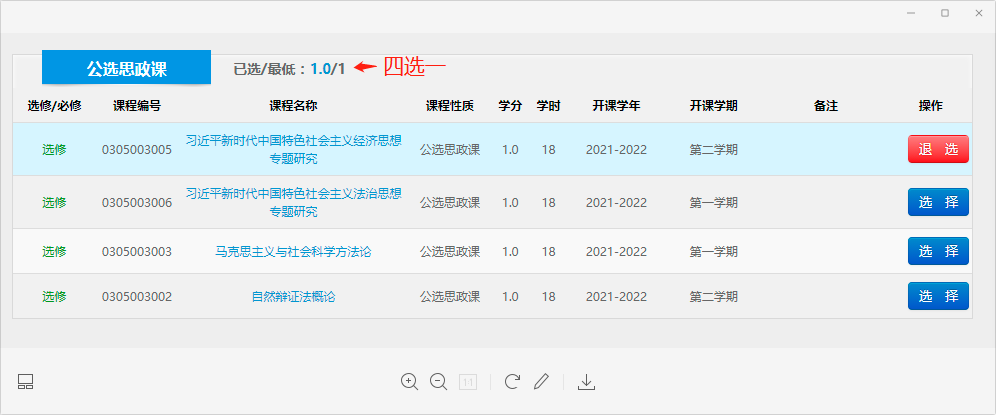 公选思政课 已选/最低：1.0/1 四选一
选修/必修 课程编号 课程名称 课程性质 学分 学时 开课学年 开课学期 备注 操作
选修 0305003005 习近平新时代中国特色社会主义经济思想 公选思政课 1.0 18 2021-2022 第二学期 退 选
专题研究
选修 0305003006 习近平新时代中国特色社会主义法治思想 公选思政课 1.0 18 2021-2022 第一学期 选 择
专题研究
选修 0305003003 马克思主义与社会科学方法论 公选思政课 1.0 18 2021-2022 第一学期 选 择
选修 0305003002 自然辩证法概论 公选思政课 1.0 18 2021-2022 第二学期 选 择
1:1